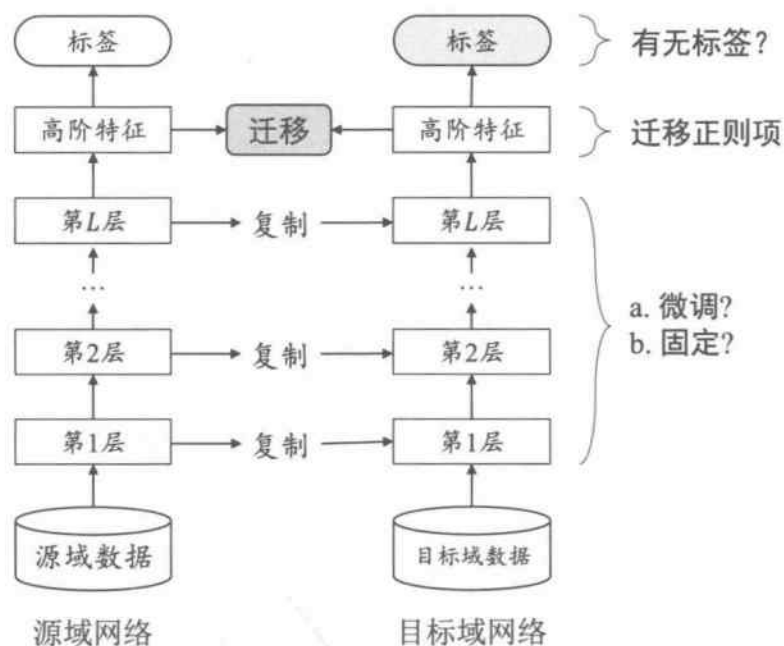 标签
标签
有无标签？
高阶特征
迁移
高阶特征
迁移正则项
第L层
复制
第L层
...
...
a. 微调?
b. 固定?
第2层
复制
第2层
第1层
复制
第1层
源域数据
目标域数据
源域网络
目标域网络